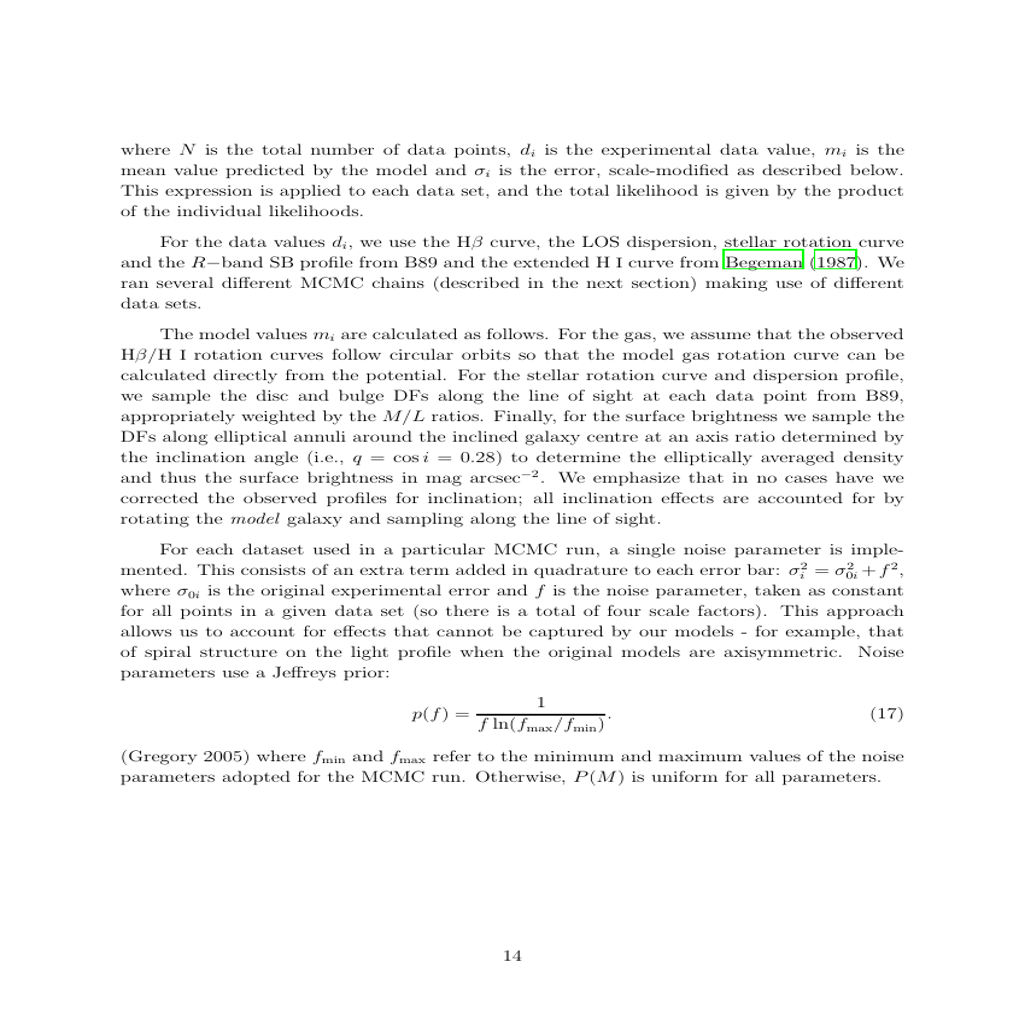 where N is the total number of data points, d_i is the experimental data value, m_i is the
mean value predicted by the model and σ_i is the error, scale-modified as described below.
This expression is applied to each data set, and the total likelihood is given by the product
of the individual likelihoods.
For the data values d_i, we use the Hβ curve, the LOS dispersion, stellar rotation curve
and the R−band SB profile from B89 and the extended H I curve from Begeman (1987). We
ran several different MCMC chains (described in the next section) making use of different
data sets.
The model values m_i are calculated as follows. For the gas, we assume that the observed
Hβ/H I rotation curves follow circular orbits so that the model gas rotation curve can be
calculated directly from the potential. For the stellar rotation curve and dispersion profile,
we sample the disc and bulge DFs along the line of sight at each data point from B89,
appropriately weighted by the M/L ratios. Finally, for the surface brightness we sample the
DFs along elliptical annuli around the inclined galaxy centre at an axis ratio determined by
the inclination angle (i.e., q = cos i = 0.28) to determine the elliptically averaged density
and thus the surface brightness in mag arcsec⁻². We emphasize that in no cases have we
corrected the observed profiles for inclination; all inclination effects are accounted for by
rotating the model galaxy and sampling along the line of sight.
For each dataset used in a particular MCMC run, a single noise parameter is imple-
mented. This consists of an extra term added in quadrature to each error bar: σ_i^2 = σ_{0i}^2 + f^2,
where σ_{0i} is the original experimental error and f is the noise parameter, taken as constant
for all points in a given data set (so there is a total of four scale factors). This approach
allows us to account for effects that cannot be captured by our models - for example, that
of spiral structure on the light profile when the original models are axisymmetric. Noise
parameters use a Jeffreys prior:
p(f) = 1 / (f ln(f_max/f_min)). (17)
(Gregory 2005) where f_min and f_max refer to the minimum and maximum values of the noise
parameters adopted for the MCMC run. Otherwise, P(M) is uniform for all parameters.
14